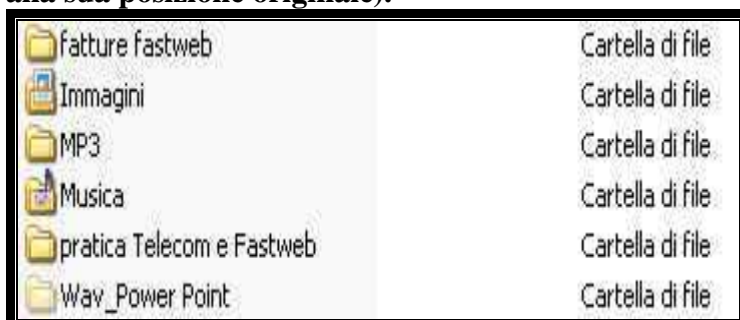 alla sua posizione originale).
fatture fastweb Cartella di file
Immagini Cartella di file
MP3 Cartella di file
Musica Cartella di file
pratica Telecom e Fastweb Cartella di file
Wav_Power Point Cartella di file